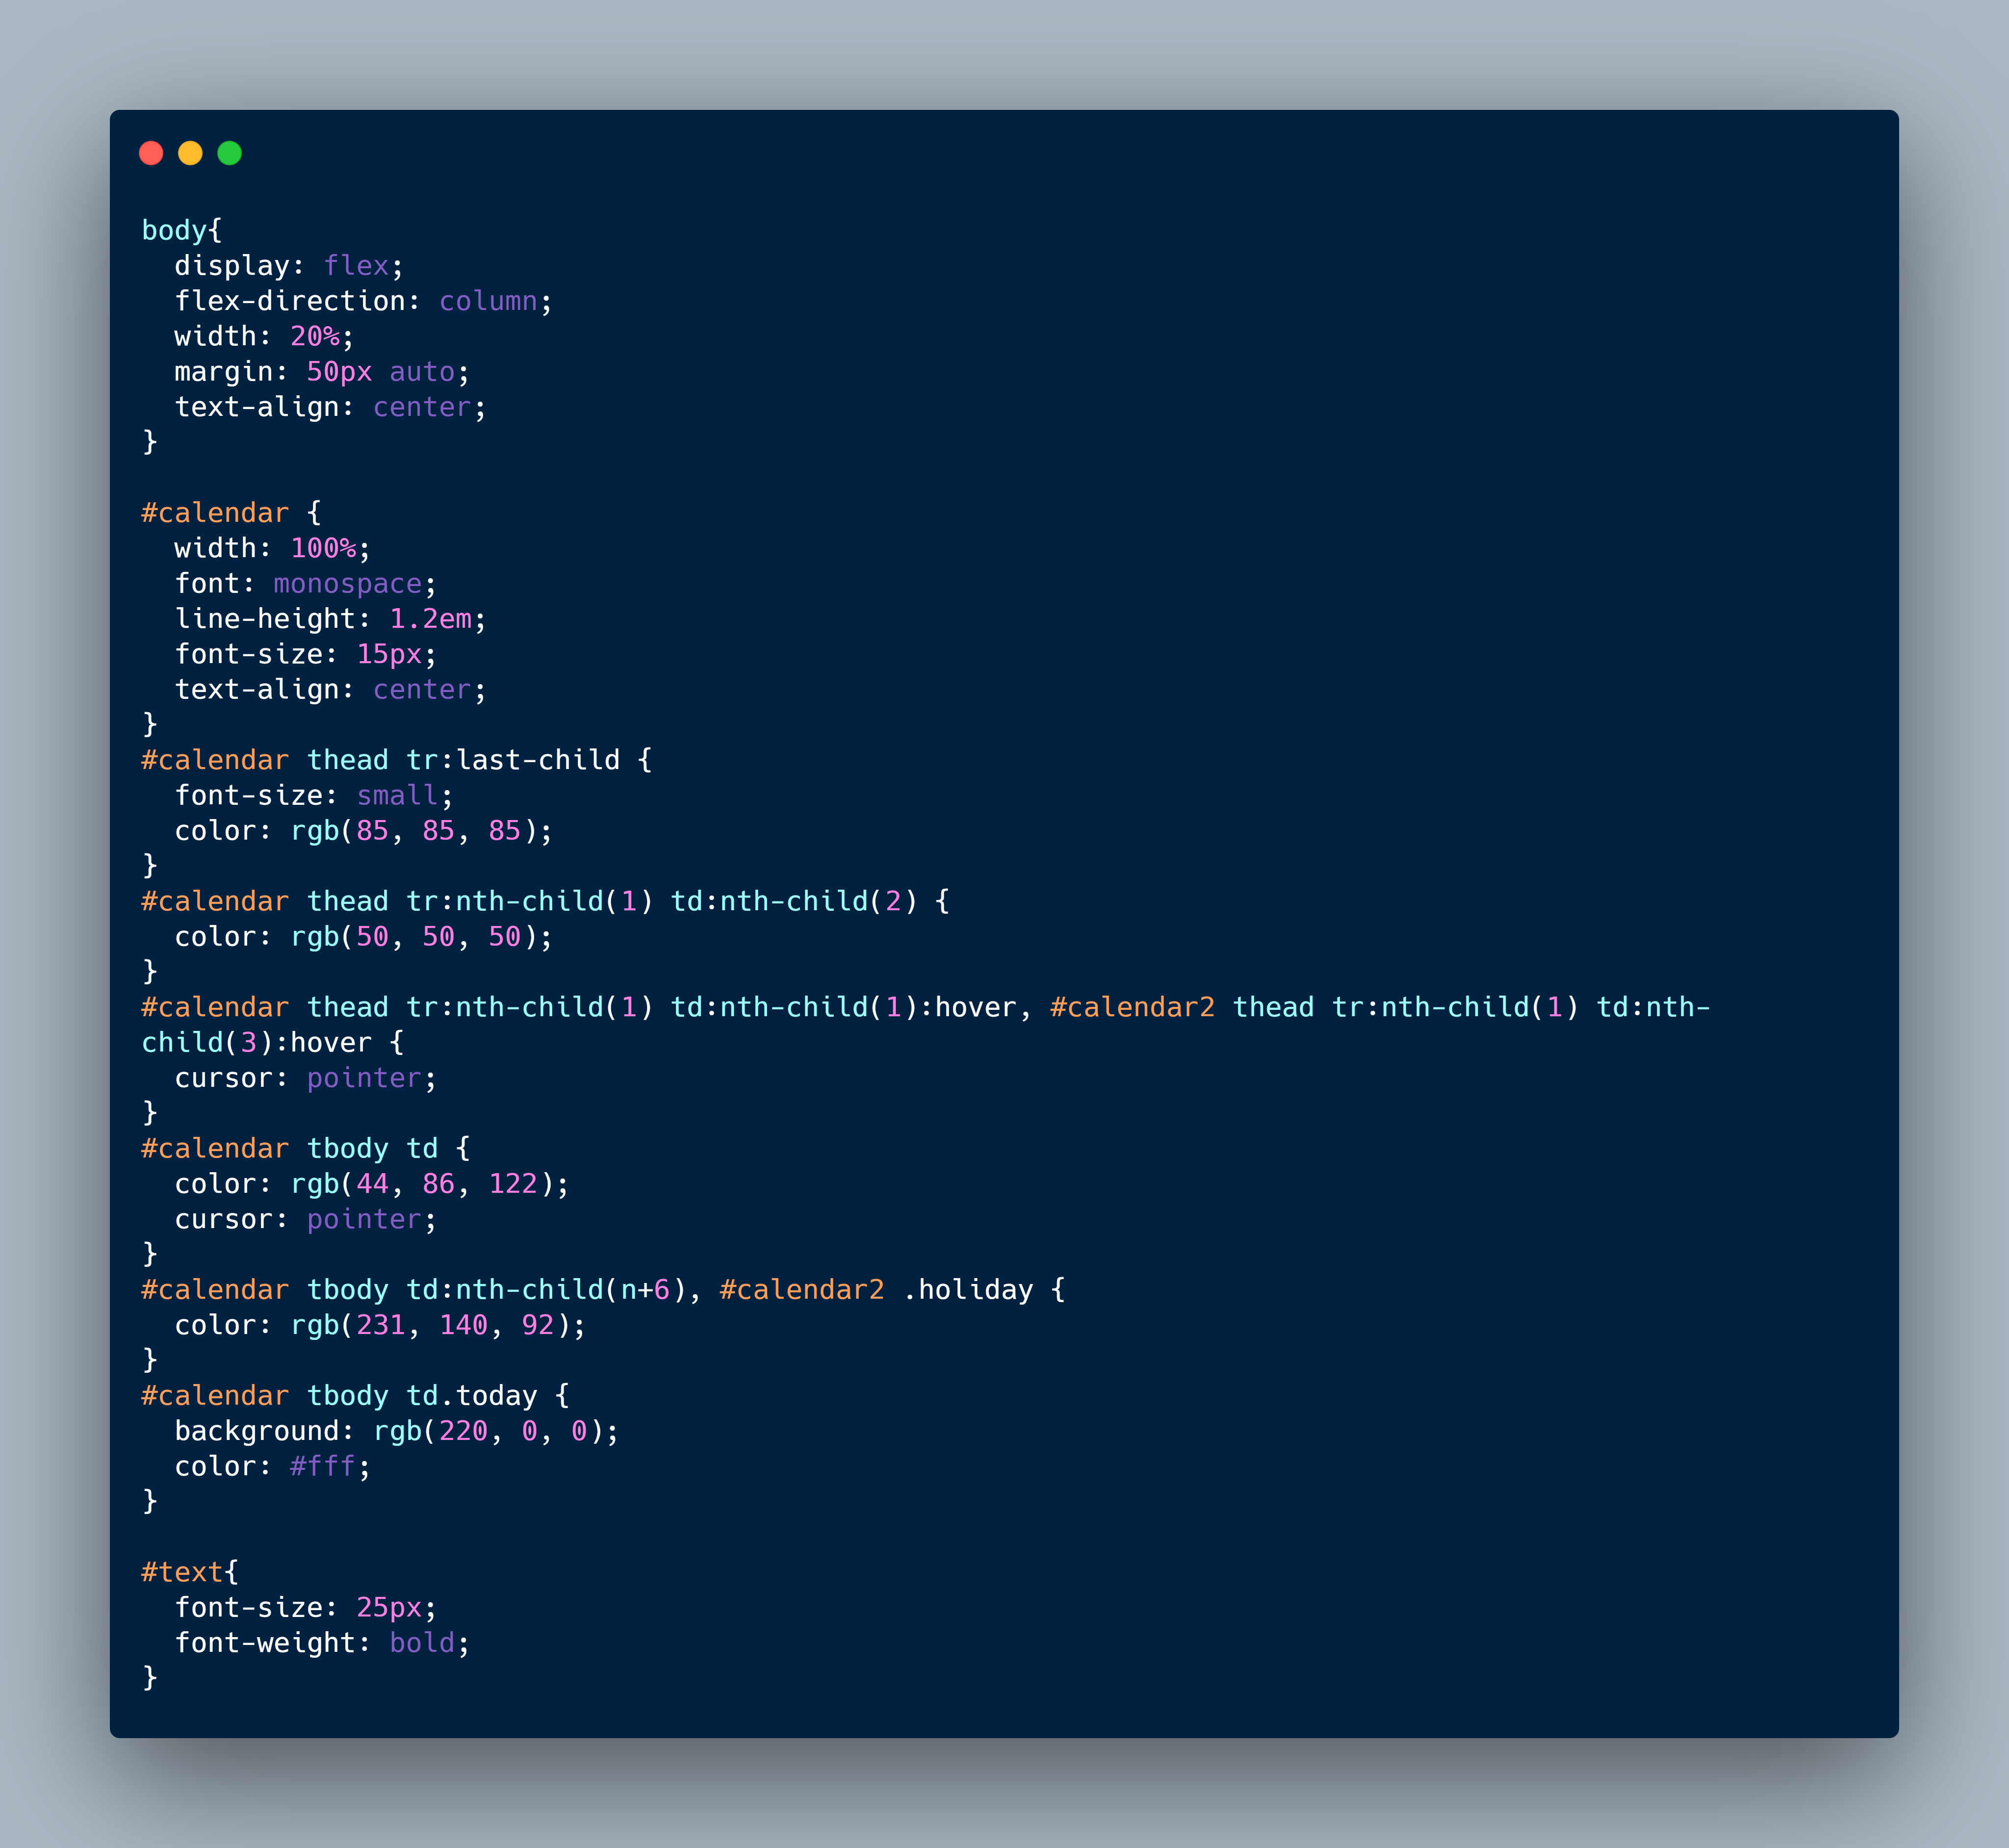 body{
  display: flex;
  flex-direction: column;
  width: 20%;
  margin: 50px auto;
  text-align: center;
}

#calendar {
  width: 100%;
  font: monospace;
  line-height: 1.2em;
  font-size: 15px;
  text-align: center;
}
#calendar thead tr:last-child {
  font-size: small;
  color: rgb(85, 85, 85);
}
#calendar thead tr:nth-child(1) td:nth-child(2) {
  color: rgb(50, 50, 50);
}
#calendar thead tr:nth-child(1) td:nth-child(1):hover, #calendar2 thead tr:nth-child(1) td:nth-
child(3):hover {
  cursor: pointer;
}
#calendar tbody td {
  color: rgb(44, 86, 122);
  cursor: pointer;
}
#calendar tbody td:nth-child(n+6), #calendar2 .holiday {
  color: rgb(231, 140, 92);
}
#calendar tbody td.today {
  background: rgb(220, 0, 0);
  color: #fff;
}

#text{
  font-size: 25px;
  font-weight: bold;
}